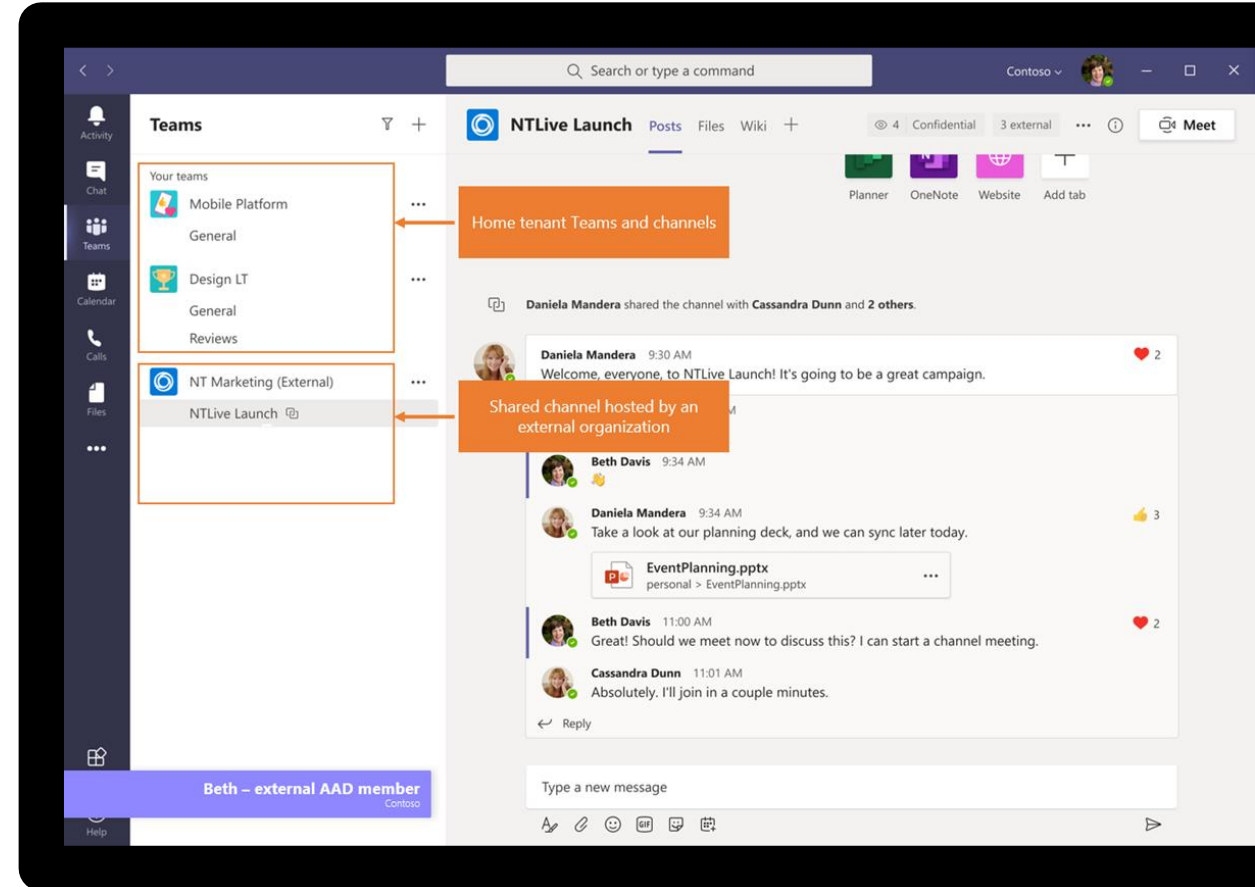 Search or type a command
Contoso
Activity
Chat
Teams
Calendar
Calls
Files
Help
Teams
Your teams
Mobile Platform
General
Design LT
General
Reviews
NT Marketing (External)
NTLive Launch
Beth – external AAD member
Contoso
NTLive Launch Posts Files Wiki
4 Confidential 3 external
Meet
Planner OneNote Website Add tab
Home tenant Teams and channels
Daniela Mandera shared the channel with Cassandra Dunn and 2 others.
Daniela Mandera 9:30 AM
2
Welcome, everyone, to NTLive Launch! It's going to be a great campaign.
Shared channel hosted by an
external organization
Beth Davis 9:34 AM
Daniela Mandera 9:34 AM
3
Take a look at our planning deck, and we can sync later today.
EventPlanning.pptx
personal > EventPlanning.pptx
Beth Davis 11:00 AM
2
Great! Should we meet now to discuss this? I can start a channel meeting.
Cassandra Dunn 11:01 AM
Absolutely. I'll join in a couple minutes.
Reply
Type a new message
GIF